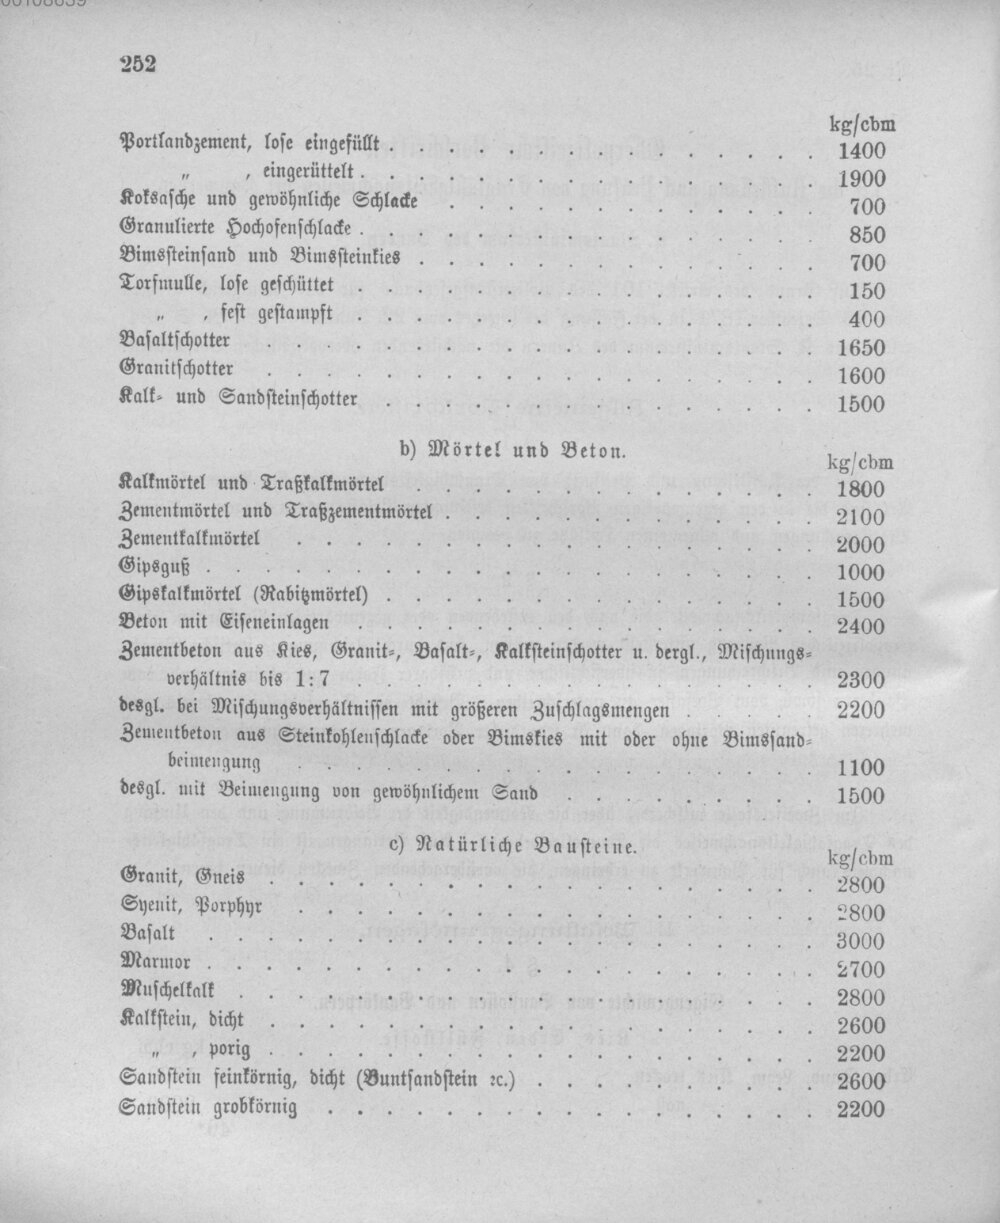 252
kg/cbm
Portlandzement, lose eingefüllt . . . . . . . . . . . . 1400
„ , eingerüttelt . . . . . . . . . . . . . . . 1900
Koksasche und gewöhnliche Schlacke . . . . . . . . . . . . . 700
Granulierte Hochofenschlacke . . . . . . . . . . . . . . . . 850
Bimssteinsand und Bimssteinkies . . . . . . . . . . . . . . 700
Torfmulle, lose geschüttet . . . . . . . . . . . . . . . . 150
„ , fest gestampft . . . . . . . . . . . . . . . . 400
Basaltschotter . . . . . . . . . . . . . . . . . . . . 1650
Granitschotter . . . . . . . . . . . . . . . . . . . 1600
Kalk- und Sandsteinschotter . . . . . . . . . . . . . . . 1500
b) Mörtel und Beton.
kg/cbm
Kalkmörtel und Traßkalkmörtel . . . . . . . . . . . . . . 1800
Zementmörtel und Traßzementmörtel . . . . . . . . . . . . . 2100
Zementkalkmörtel . . . . . . . . . . . . . . . . . . 2000
Gipsguß . . . . . . . . . . . . . . . . . . . . . 1000
Gipskalkmörtel (Rabitzmörtel) . . . . . . . . . . . . . . . 1500
Beton mit Eiseneinlagen . . . . . . . . . . . . . . . . 2400
Zementbeton aus Kies, Granit-, Basalt-, Kalksteinschotter u. dergl., Mischungs-
verhältnis bis 1:7 . . . . . . . . . . . . . . . . 2300
desgl. bei Mischungsverhältnissen mit größeren Zuschlagsmengen . . . . . 2200
Zementbeton aus Steinkohlenschlacke oder Bimskies mit oder ohne Bimssand-
beimengung . . . . . . . . . . . . . . . . . . 1100
desgl. mit Beimengung von gewöhnlichem Sand . . . . . . . . . 1500
c) Natürliche Bausteine.
kg/cbm
Granit, Gneis . . . . . . . . . . . . . . . . . . . 2800
Syenit, Porphyr . . . . . . . . . . . . . . . . . . 2800
Basalt . . . . . . . . . . . . . . . . . . . . . 3000
Marmor . . . . . . . . . . . . . . . . . . . . . 2700
Muschelkalk . . . . . . . . . . . . . . . . . . . . 2800
Kalkstein, dicht . . . . . . . . . . . . . . . . . . . 2600
„ , porig . . . . . . . . . . . . . . . . . . . 2200
Sandstein feinkörnig, dicht (Buntsandstein ꝛc.) . . . . . . . . . . 2600
Sandstein grobkörnig . . . . . . . . . . . . . . . . . 2200